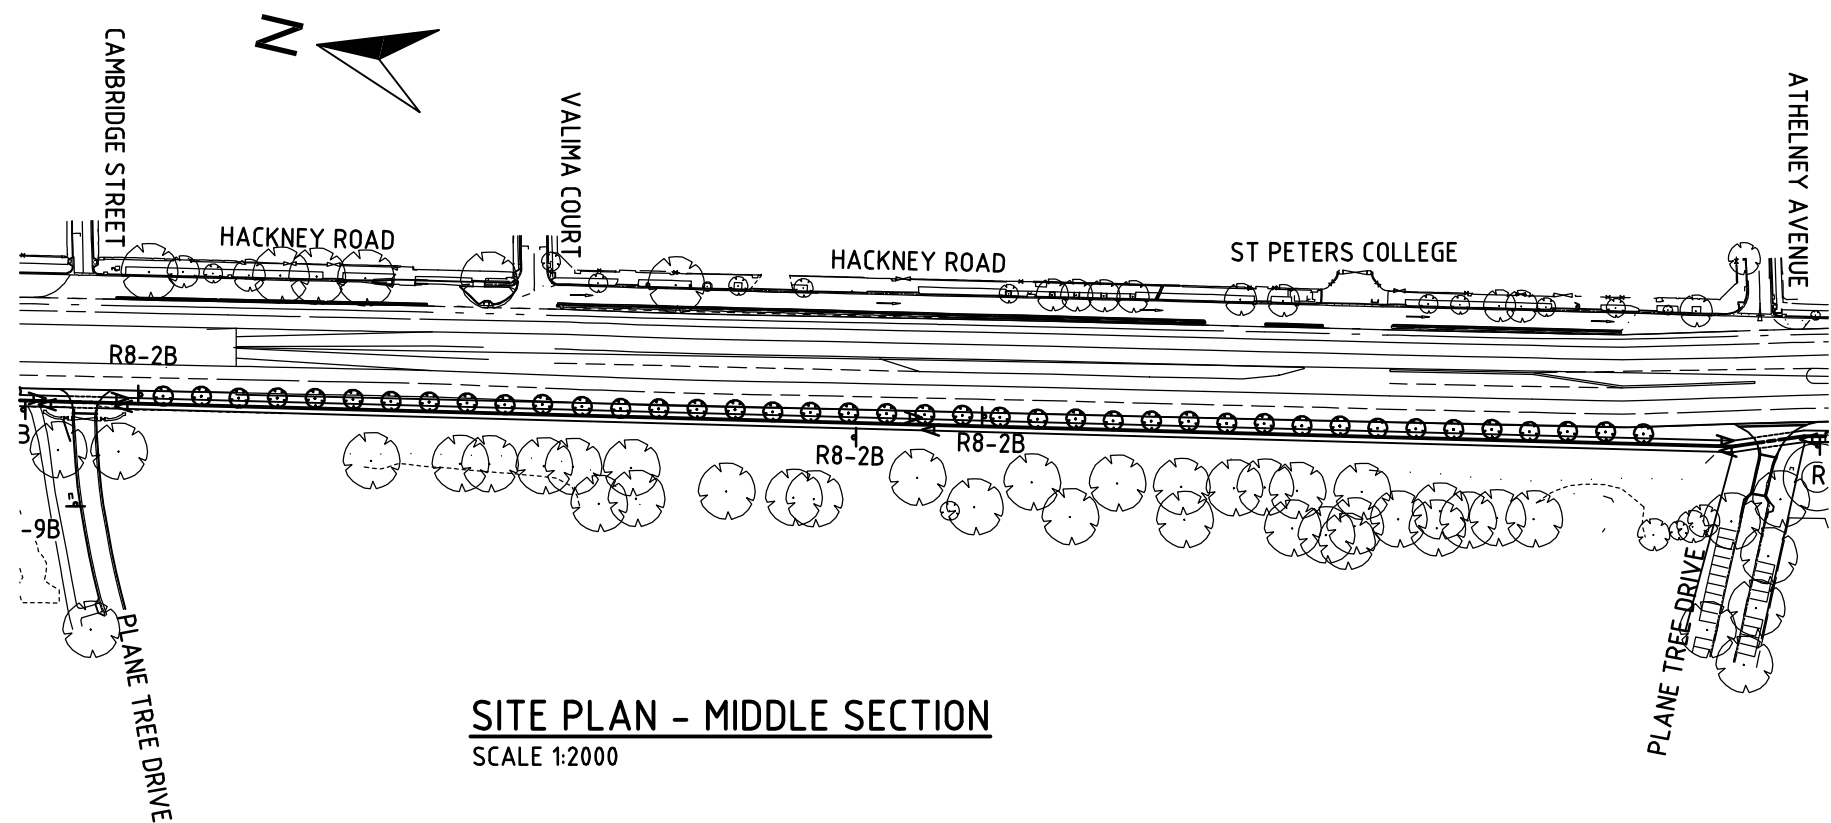 N
CAMBRIDGE STREET
VALIMA COURT
ATHELNEY AVENUE
HACKNEY ROAD
HACKNEY ROAD
ST PETERS COLLEGE
R8-2B
B
R8-2B
R8-2B
R
-9B
PLANE TREE DRIVE
PLANE TREE DRIVE
SITE PLAN - MIDDLE SECTION
SCALE 1:2000